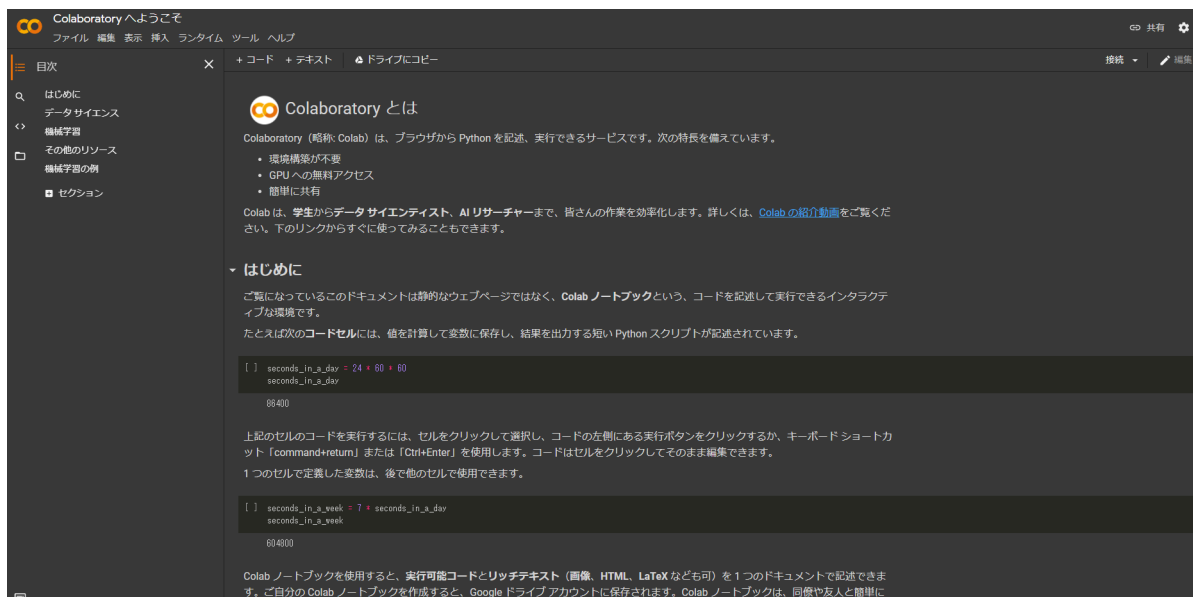 Colaboratory へようこそ
ファイル 編集 表示 挿入 ランタイム ツール ヘルプ
共有
目次
+ コード + テキスト ドライブにコピー
接続 編集
はじめに
データ サイエンス
機械学習
その他のリソース
機械学習の例
セクション
Colaboratory とは
Colaboratory（略称: Colab）は、ブラウザから Python を記述、実行できるサービスです。次の特長を備えています。
• 環境構築が不要
• GPU への無料アクセス
• 簡単に共有
Colab は、学生からデータ サイエンティスト、AI リサーチャーまで、皆さんの作業を効率化します。詳しくは、Colab の紹介動画をご覧くだ
さい。下のリンクからすぐに使ってみることもできます。
はじめに
ご覧になっているこのドキュメントは静的なウェブページではなく、Colab ノートブックという、コードを記述して実行できるインタラクテ
ィブな環境です。
たとえば次のコードセルには、値を計算して変数に保存し、結果を出力する短い Python スクリプトが記述されています。
[ ] seconds_in_a_day = 24 * 60 * 60
seconds_in_a_day
86400
上記のセルのコードを実行するには、セルをクリックして選択し、コードの左側にある実行ボタンをクリックするか、キーボード ショートカ
ット「command+return」または「Ctrl+Enter」を使用します。コードはセルをクリックしてそのまま編集できます。
1 つのセルで定義した変数は、後で他のセルで使用できます。
[ ] seconds_in_a_week = 7 * seconds_in_a_day
seconds_in_a_week
604800
Colab ノートブックを使用すると、実行可能コードとリッチテキスト（画像、HTML、LaTeX なども可）を 1 つのドキュメントで記述できま
す。ご自分の Colab ノートブックを作成すると、Google ドライブ アカウントに保存されます。Colab ノートブックは、同僚や友人と簡単に